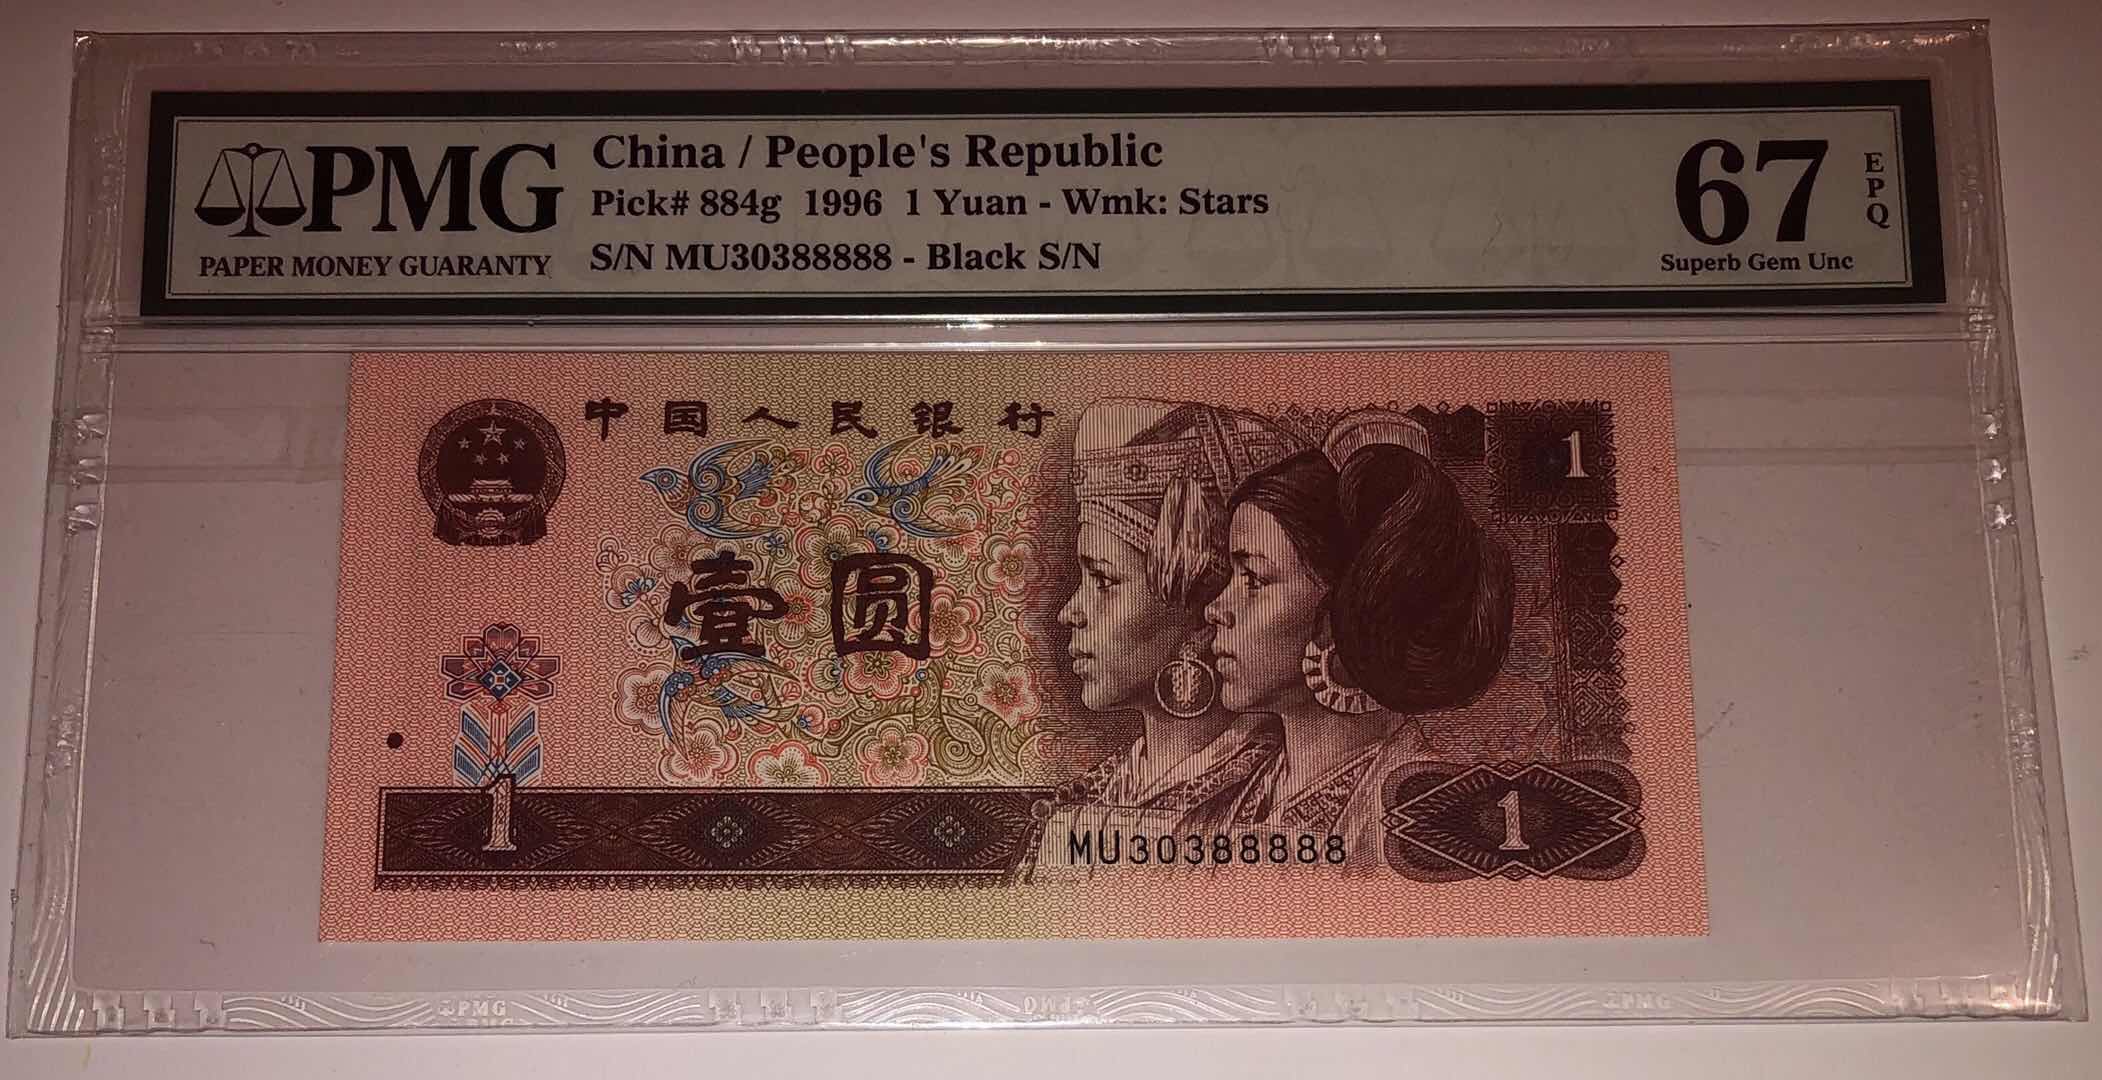 PMG
PAPER MONEY GUARANTY
China / People's Republic
Pick# 884g 1996 1 Yuan - Wmk: Stars
S/N MU30388888 - Black S/N
67
EPQ
Superb Gem Unc
中国人民银行
1
壹圆
1
MU30388888
1
PMG